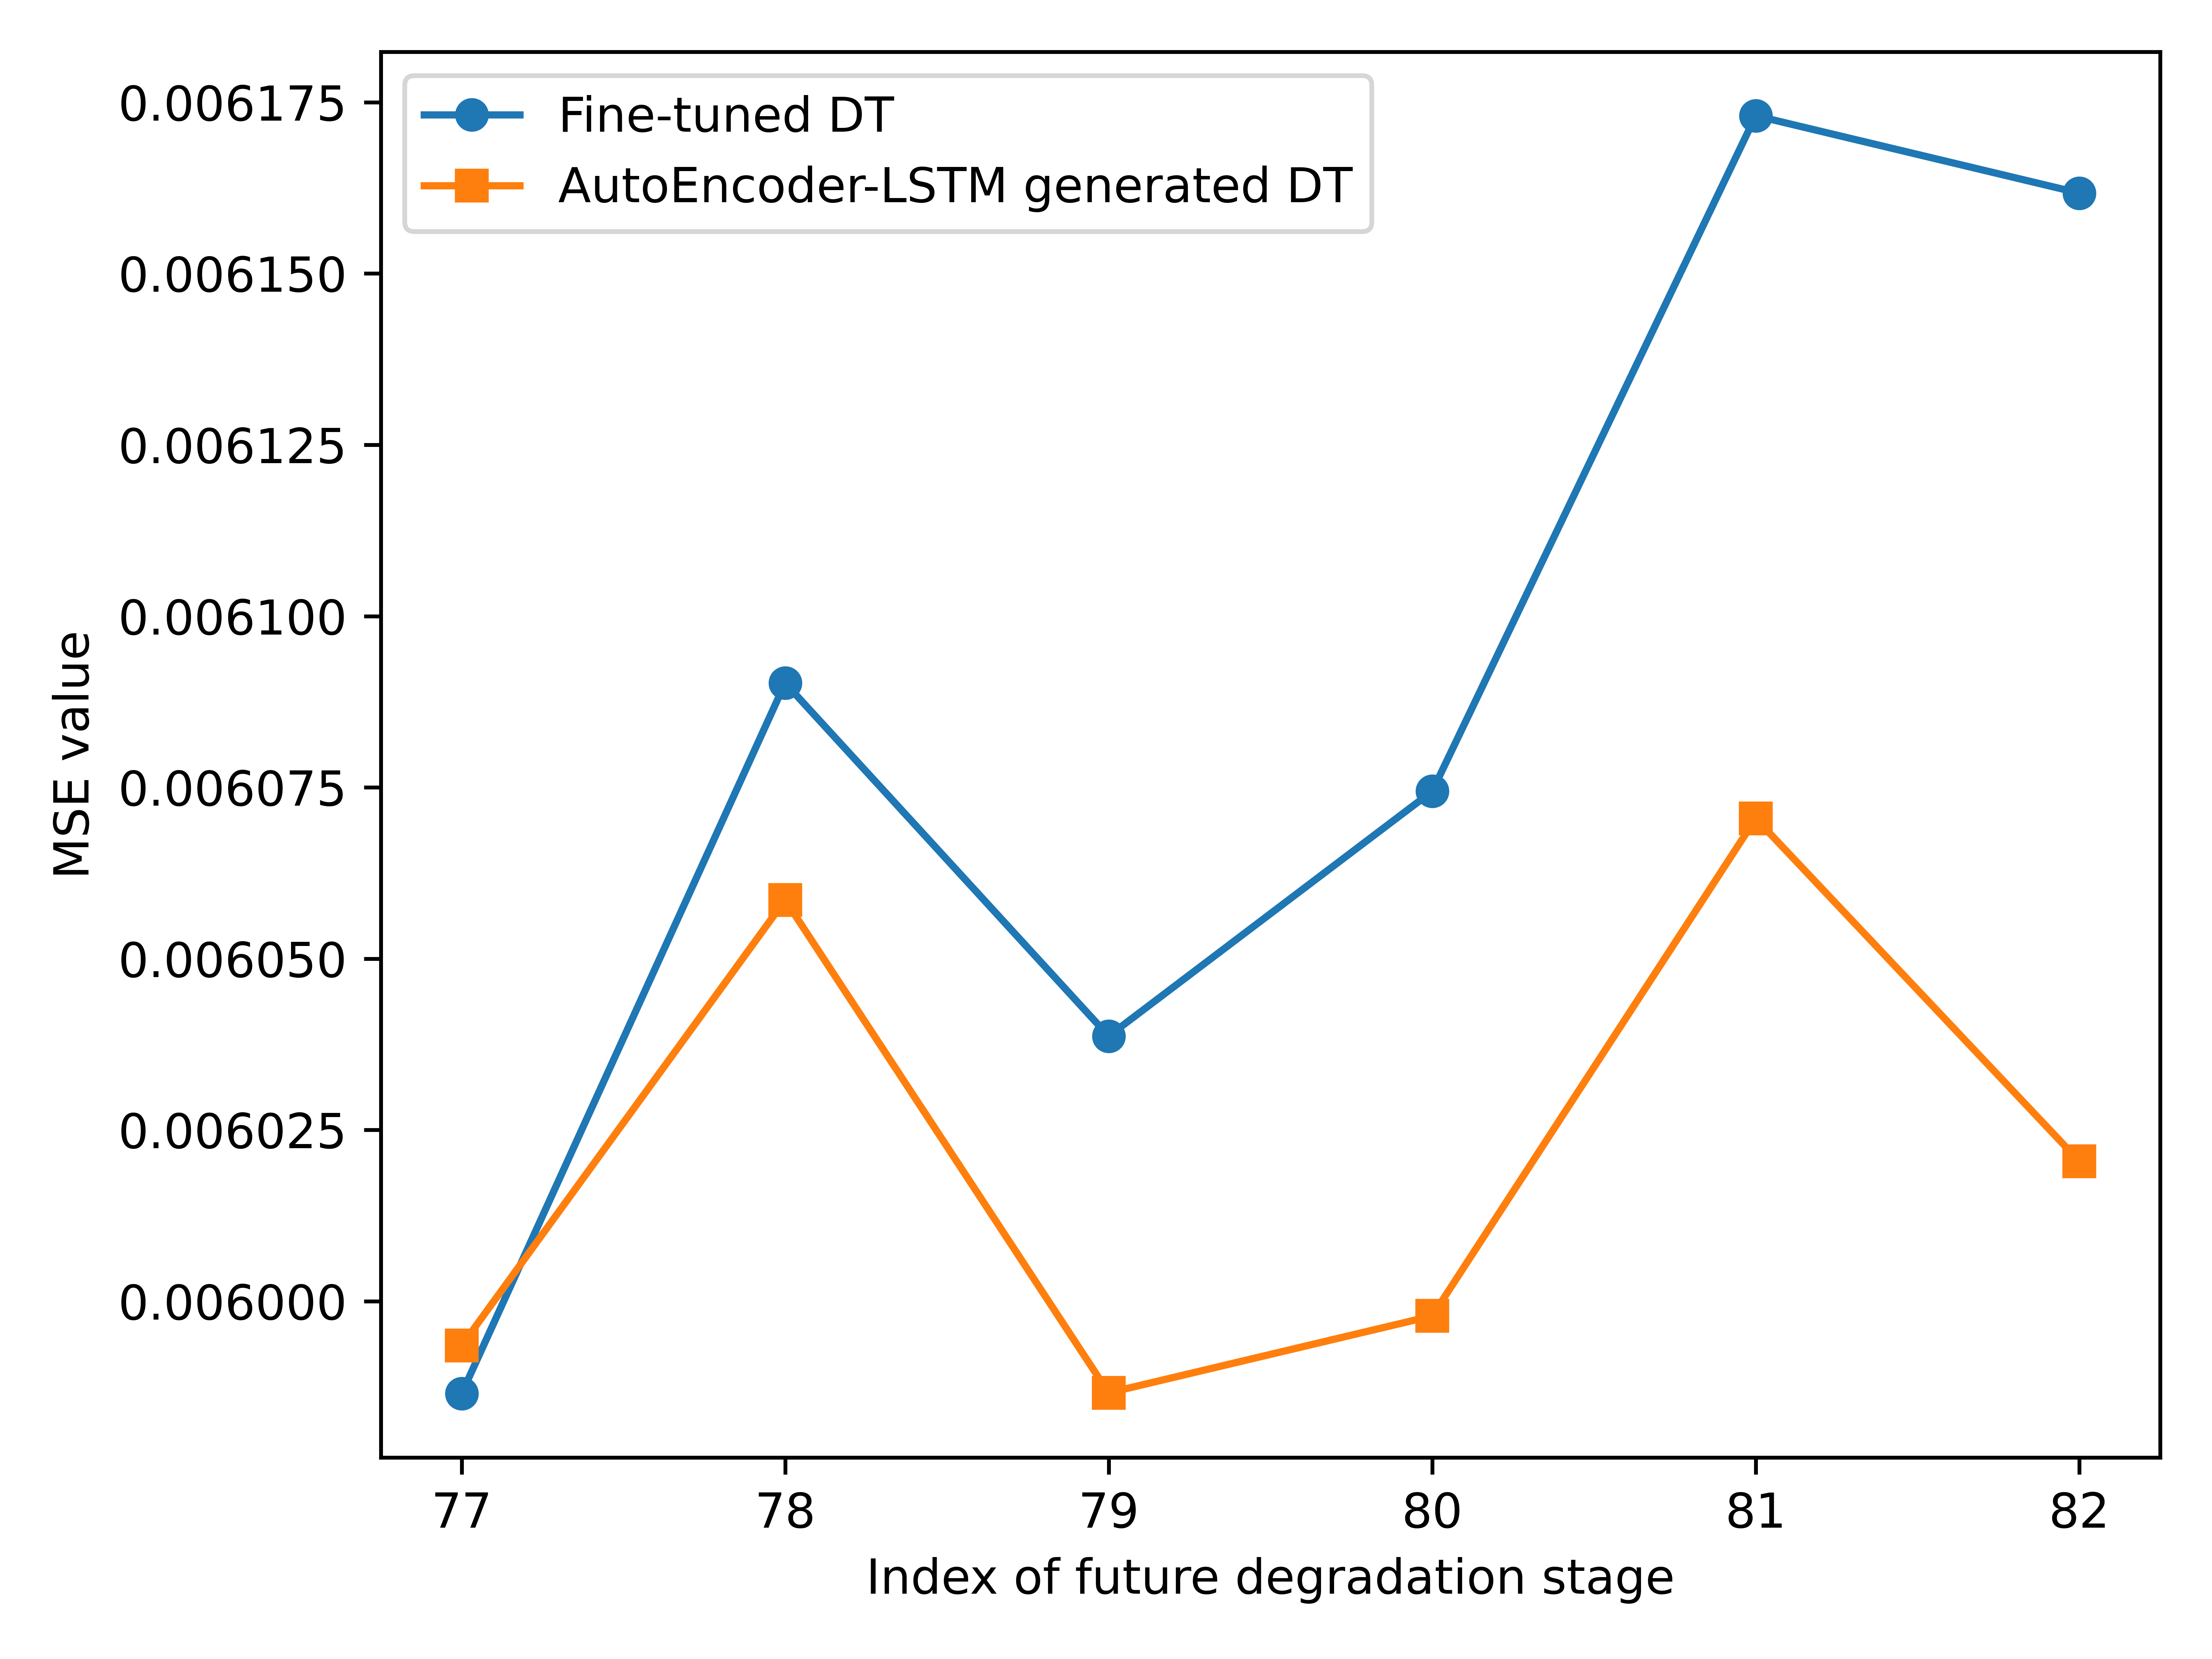 Fine-tuned DT
AutoEncoder-LSTM generated DT
MSE value
0.006175
0.006150
0.006125
0.006100
0.006075
0.006050
0.006025
0.006000
77 78 79 80 81 82
Index of future degradation stage